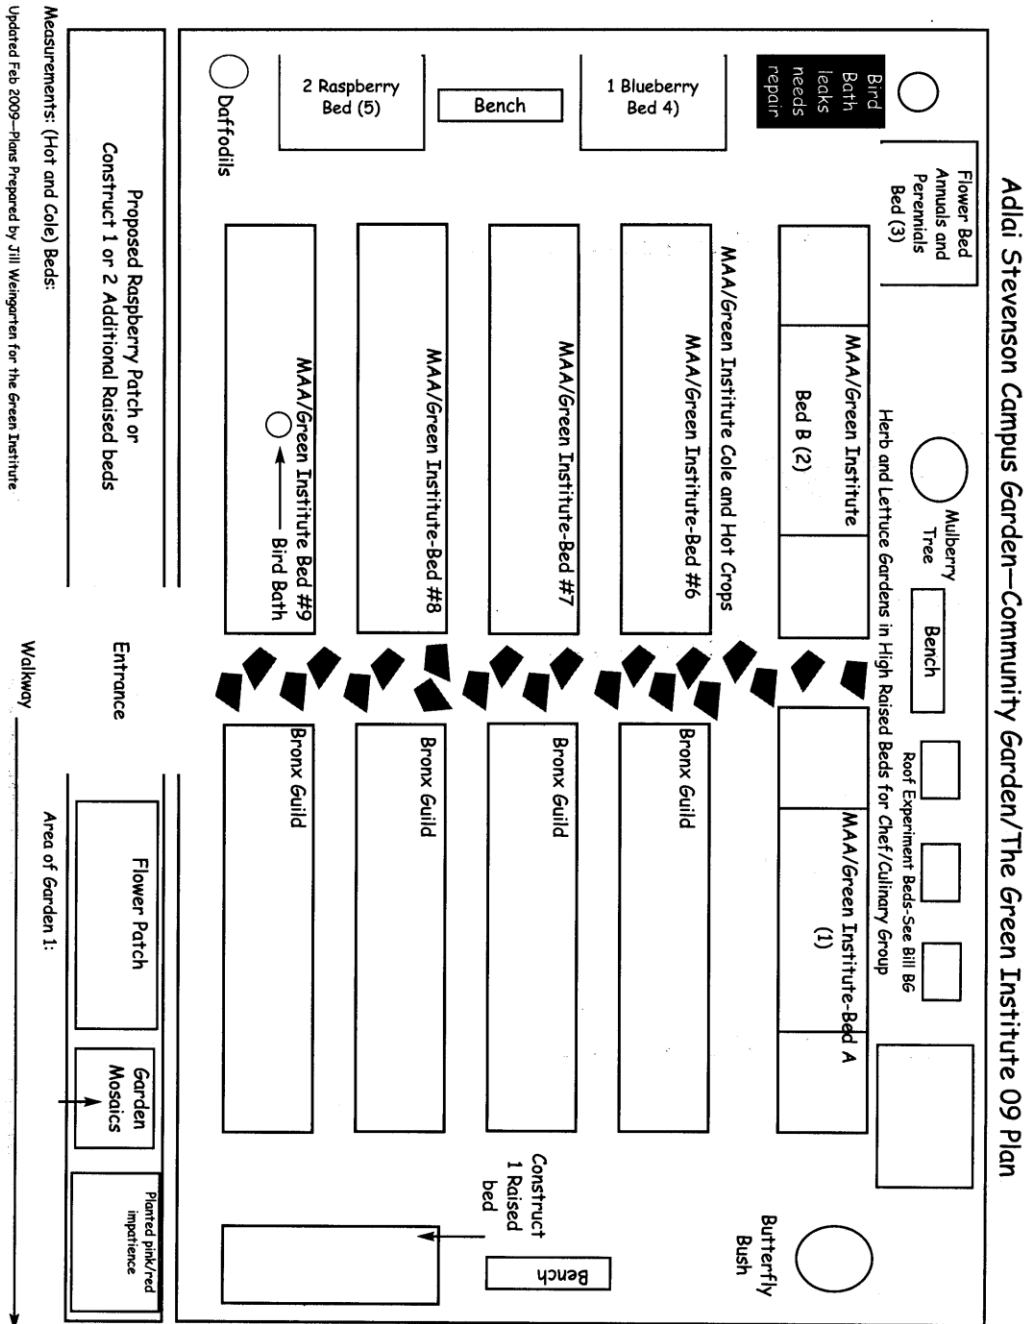 Adlai Stevenson Campus Garden—Community Garden/The Green Institute 09 Plan
Bird
Bath
leaks
needs
repair
Flower Bed
Annuals and
Perennials
Bed (3)
Mulberry
Tree
Bench
Roof Experiment Beds-See Bill BG
Herb and Lettuce Gardens in High Raised Beds for Chef/Culinary Group
1 Blueberry
Bed 4)
Bench
2 Raspberry
Bed (5)
Daffodils
MAA/Green Institute
Bed B (2)
MAA/Green Institute-Bed A
(1)
Butterfly
Bush
MAA/Green Institute Cole and Hot Crops
MAA/Green Institute-Bed #6
Bronx Guild
MAA/Green Institute-Bed #7
Bronx Guild
Bench
Construct
1 Raised
bed
MAA/Green Institute-Bed #8
Bronx Guild
MAA/Green Institute Bed #9
Bird Bath
Bronx Guild
Proposed Raspberry Patch or
Construct 1 or 2 Additional Raised beds
Entrance
Flower Patch
Garden
Mosaics
Planted pink/red
impatience
Measurements: (Hot and Cole) Beds:
Area of Garden 1:
Walkway
Updated Feb 2009—Plans Prepared by Jill Weingarten for the Green Institute